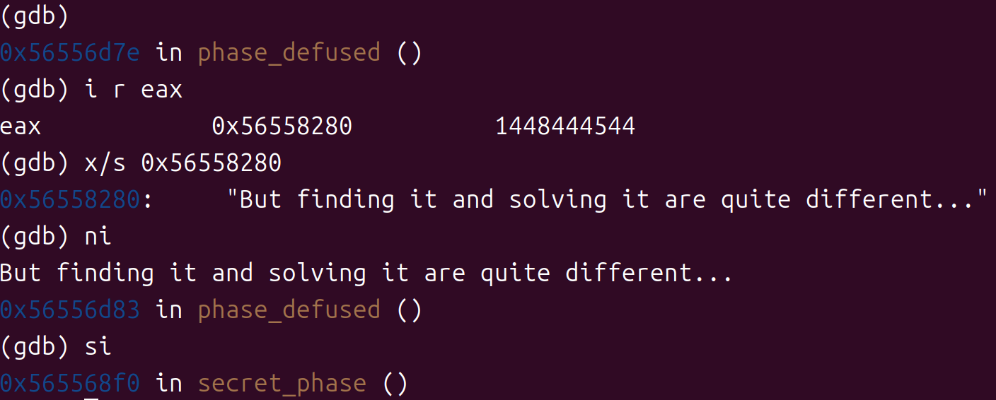 (gdb)
0x56556d7e in phase_defused ()
(gdb) i r eax
eax 0x56558280 1448444544
(gdb) x/s 0x56558280
0x56558280: "But finding it and solving it are quite different..."
(gdb) ni
But finding it and solving it are quite different...
0x56556d83 in phase_defused ()
(gdb) si
0x565568f0 in secret_phase ()